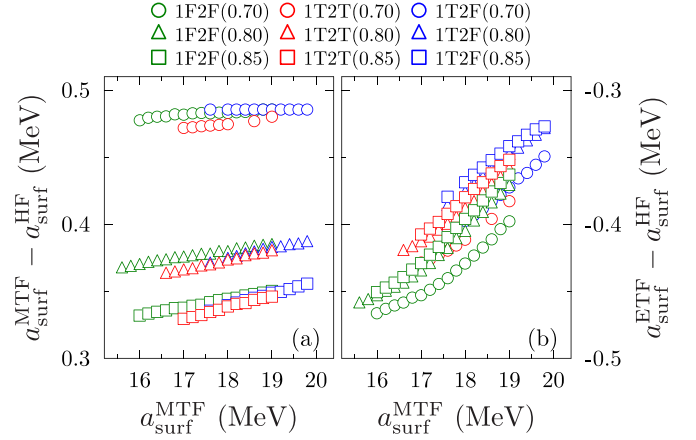 1F2F(0.70) 1T2T(0.70) 1T2F(0.70)
1F2F(0.80) 1T2T(0.80) 1T2F(0.80)
1F2F(0.85) 1T2T(0.85) 1T2F(0.85)
a_surf^MTF − a_surf^HF (MeV)
0.5
0.4
0.3
(a)
16 17 18 19 20
a_surf^MTF (MeV)
(b)
16 17 18 19 20
a_surf^MTF (MeV)
-0.3
-0.4
-0.5
a_surf^ETF − a_surf^HF (MeV)